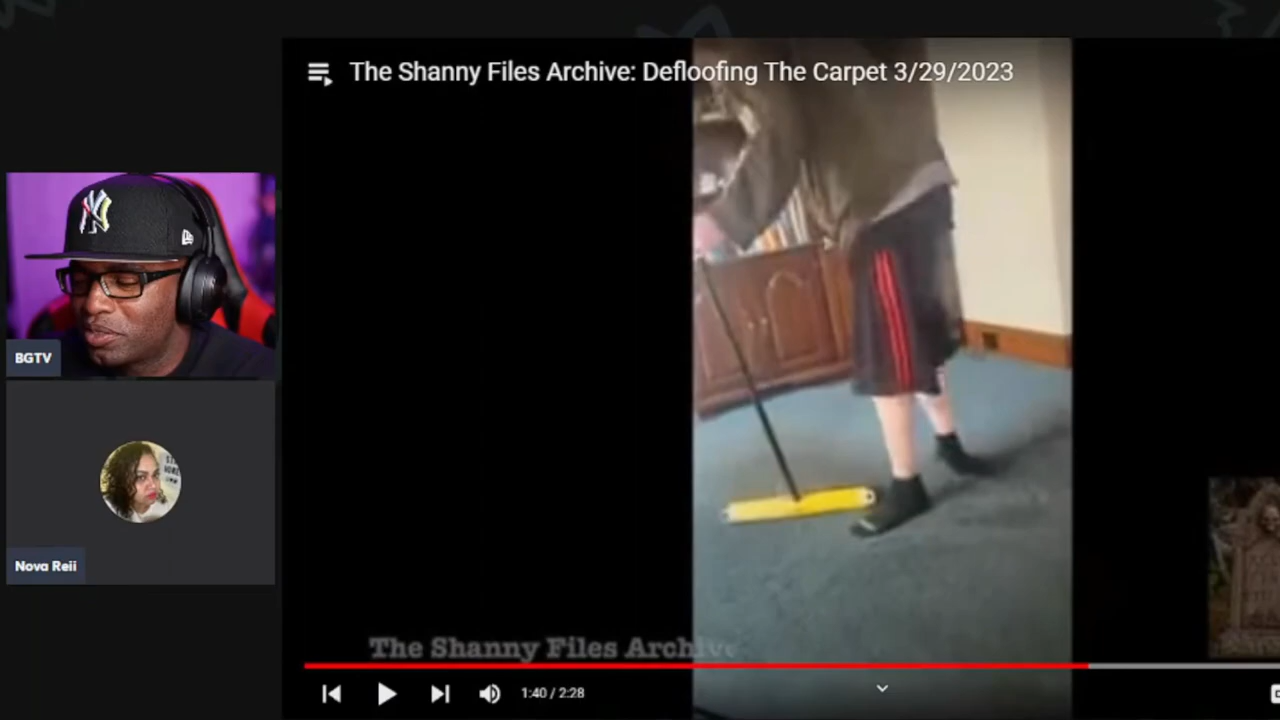 The Shanny Files Archive: Defloofing The Carpet 3/29/2023
NY
BGTV
Nova Reii
The Shanny Files Archive
1:40 / 2:28